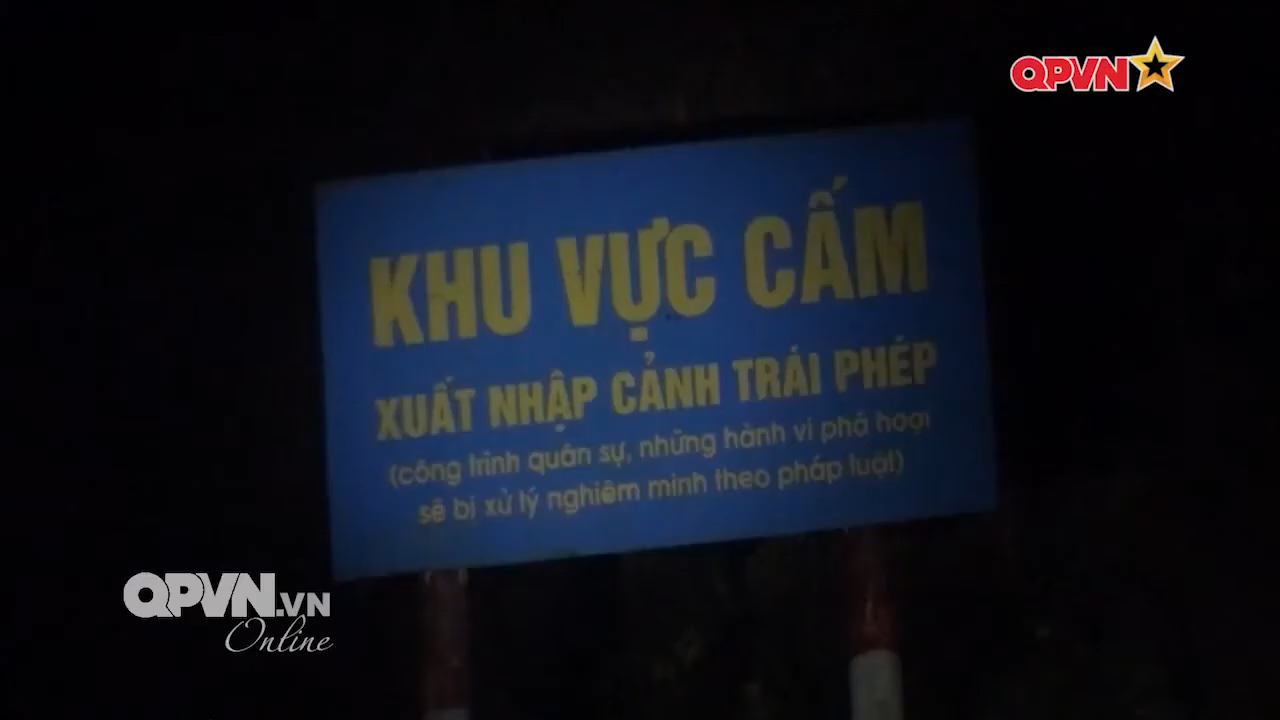 QPVN
KHU VỰC CẤM
XUẤT NHẬP CẢNH TRÁI PHÉP
(công trình quân sự, những hành vi phá hoại
sẽ bị xử lý nghiêm minh theo pháp luật)
QPVN.VN
Online